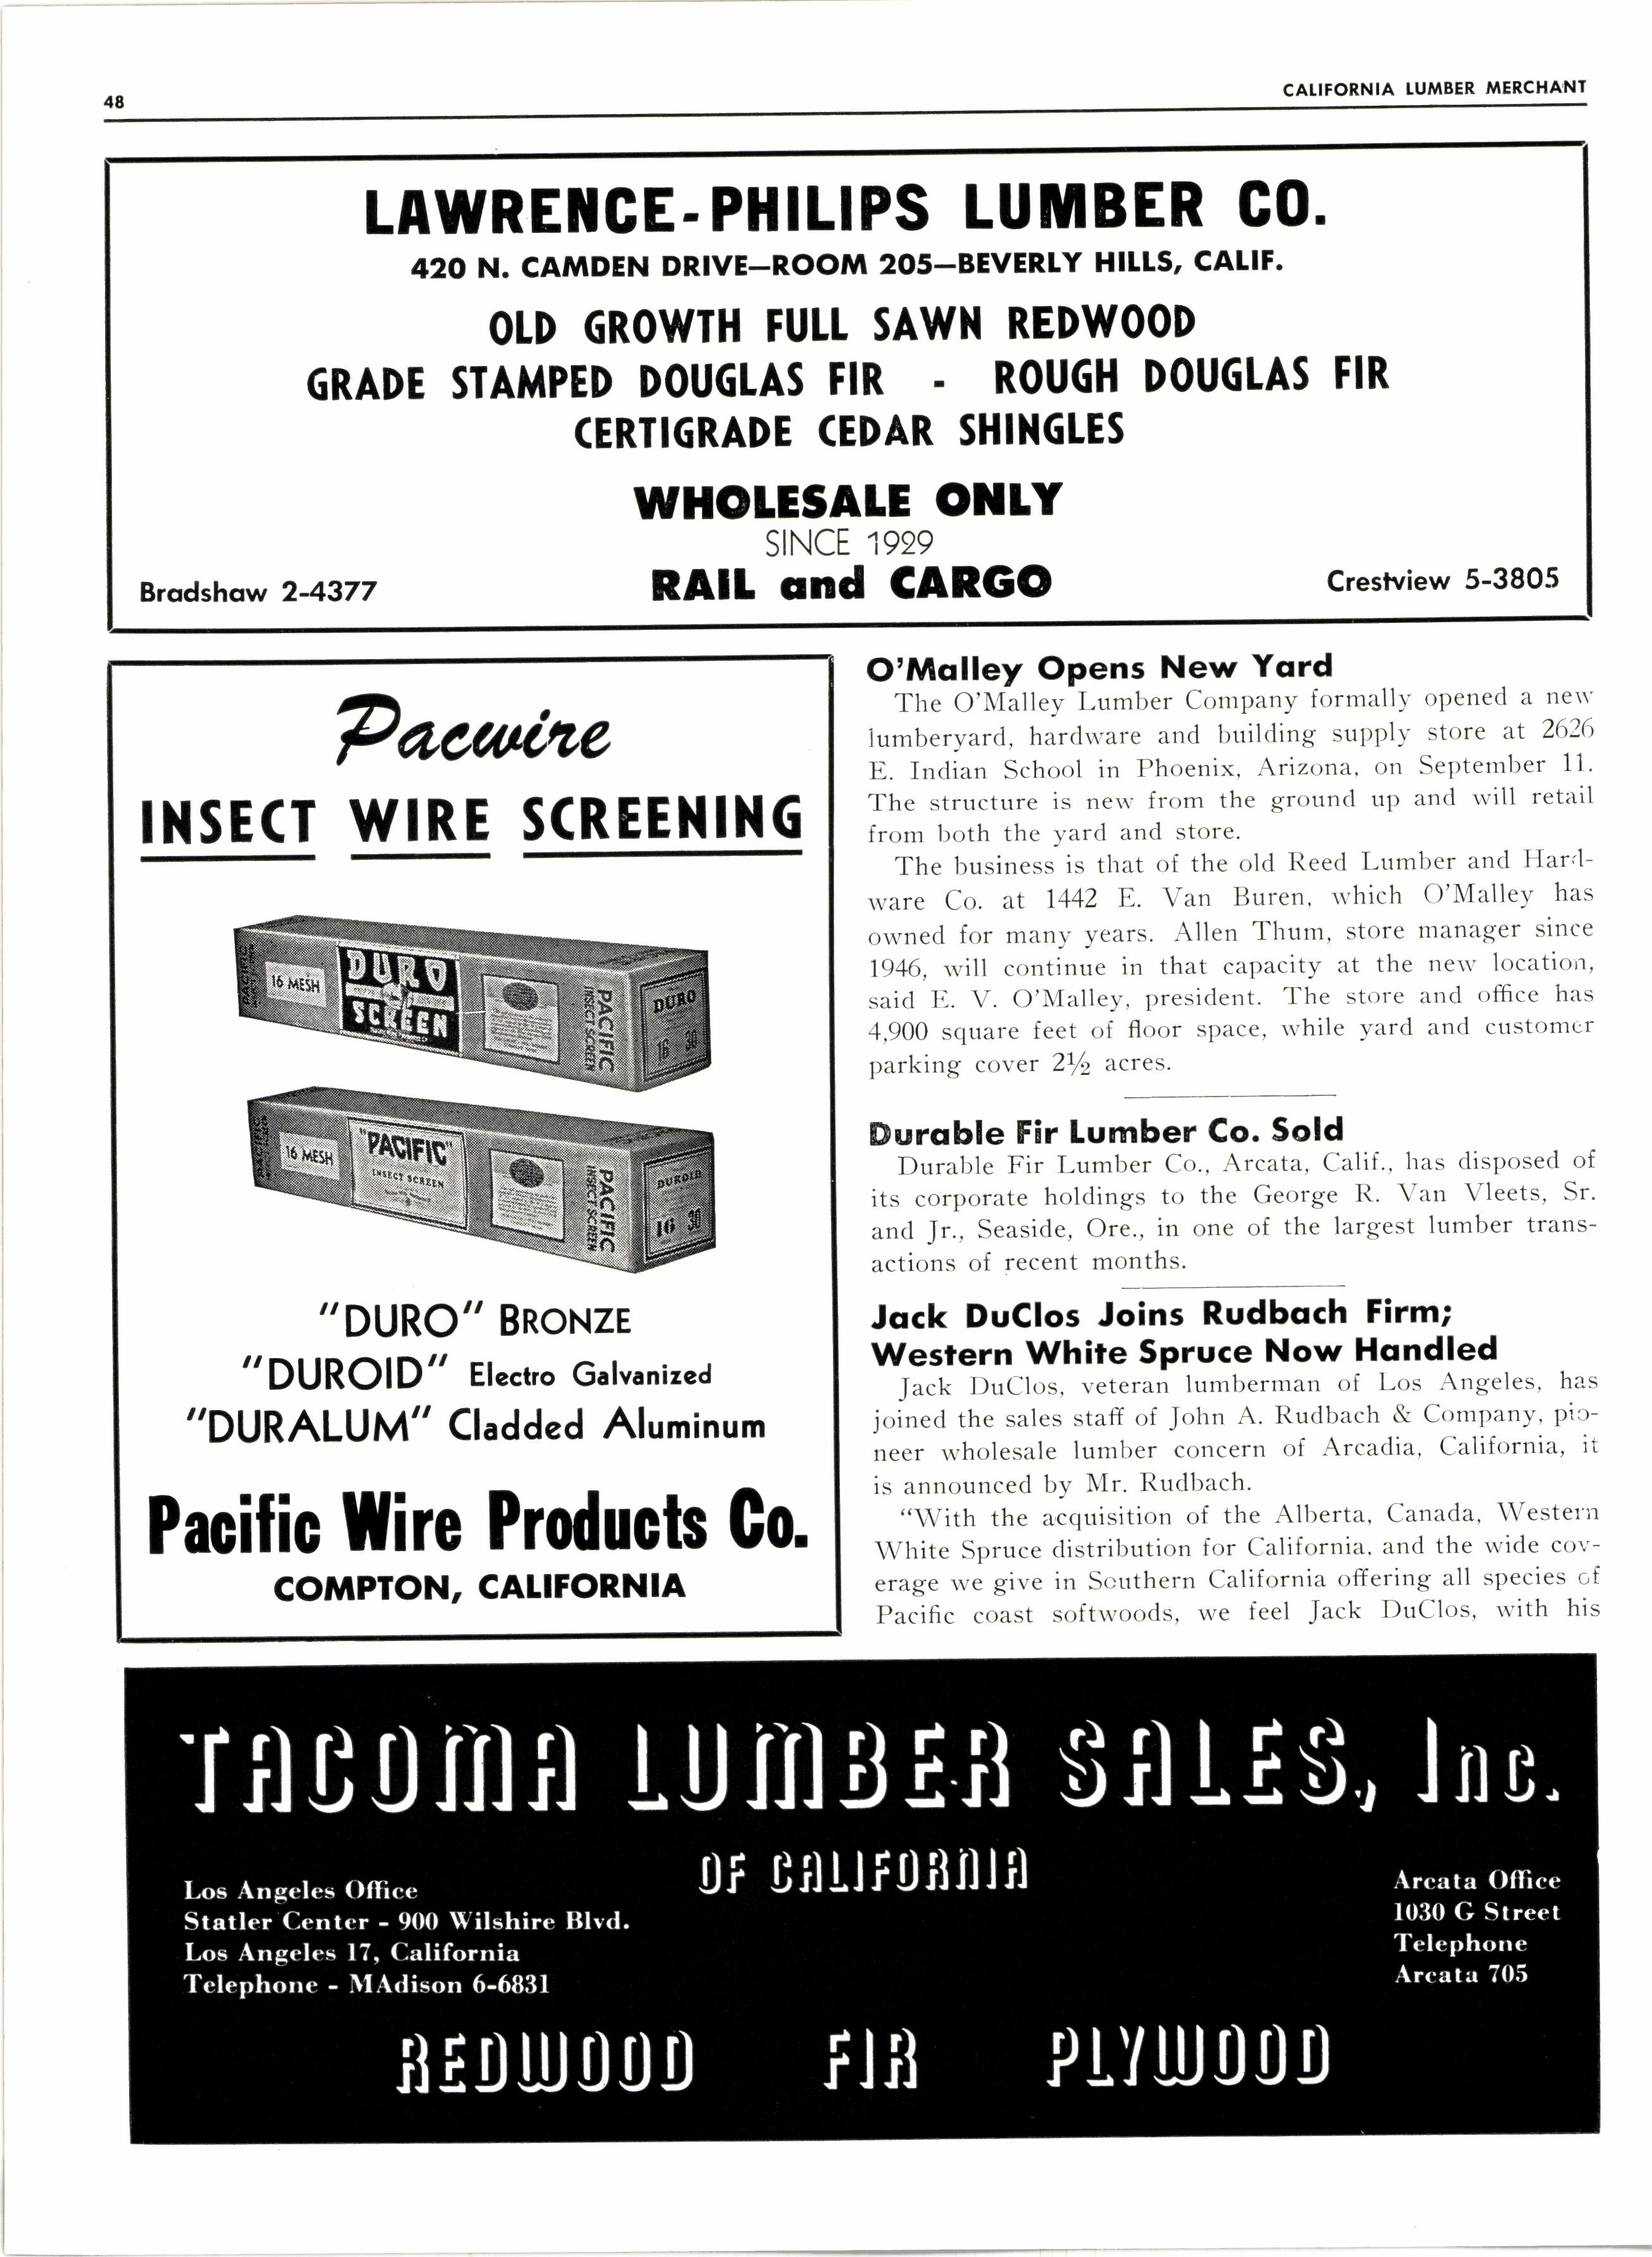 48
CALIFORNIA LUMBER MERCHANT
LAWRENCE-PHILIPS LUMBER CO.
420 N. CAMDEN DRIVE—ROOM 205—BEVERLY HILLS, CALIF.
OLD GROWTH FULL SAWN REDWOOD
GRADE STAMPED DOUGLAS FIR - ROUGH DOUGLAS FIR
CERTIGRADE CEDAR SHINGLES
WHOLESALE ONLY
SINCE 1929
RAIL and CARGO
Bradshaw 2-4377
Crestview 5-3805
Pacwire
INSECT WIRE SCREENING
16 MESH
DURO
SCREEN
PACIFIC
INSECT SCREEN
DURO
16 30
16 MESH
"PACIFIC"
INSECT SCREEN
PACIFIC
INSECT SCREEN
DUROID
16 30
"DURO" BRONZE
"DUROID" Electro Galvanized
"DURALUM" Cladded Aluminum
Pacific Wire Products Co.
COMPTON, CALIFORNIA
O'Malley Opens New Yard
The O'Malley Lumber Company formally opened a new
lumberyard, hardware and building supply store at 2626
E. Indian School in Phoenix, Arizona, on September 11.
The structure is new from the ground up and will retail
from both the yard and store.
The business is that of the old Reed Lumber and Hard-
ware Co. at 1442 E. Van Buren, which O'Malley has
owned for many years. Allen Thum, store manager since
1946, will continue in that capacity at the new location,
said E. V. O'Malley, president. The store and office has
4,900 square feet of floor space, while yard and customer
parking cover 2½ acres.
Durable Fir Lumber Co. Sold
Durable Fir Lumber Co., Arcata, Calif., has disposed of
its corporate holdings to the George R. Van Vleets, Sr.
and Jr., Seaside, Ore., in one of the largest lumber trans-
actions of recent months.
Jack DuClos Joins Rudbach Firm;
Western White Spruce Now Handled
Jack DuClos, veteran lumberman of Los Angeles, has
joined the sales staff of John A. Rudbach & Company, pio-
neer wholesale lumber concern of Arcadia, California, it
is announced by Mr. Rudbach.
"With the acquisition of the Alberta, Canada, Western
White Spruce distribution for California, and the wide cov-
erage we give in Southern California offering all species of
Pacific coast softwoods, we feel Jack DuClos, with his
TACOMA LUMBER SALES, Inc.
OF CALIFORNIA
Los Angeles Office
Statler Center - 900 Wilshire Blvd.
Los Angeles 17, California
Telephone - MAdison 6-6831
Arcata Office
1030 G Street
Telephone
Arcata 705
REDWOOD FIR PLYWOOD